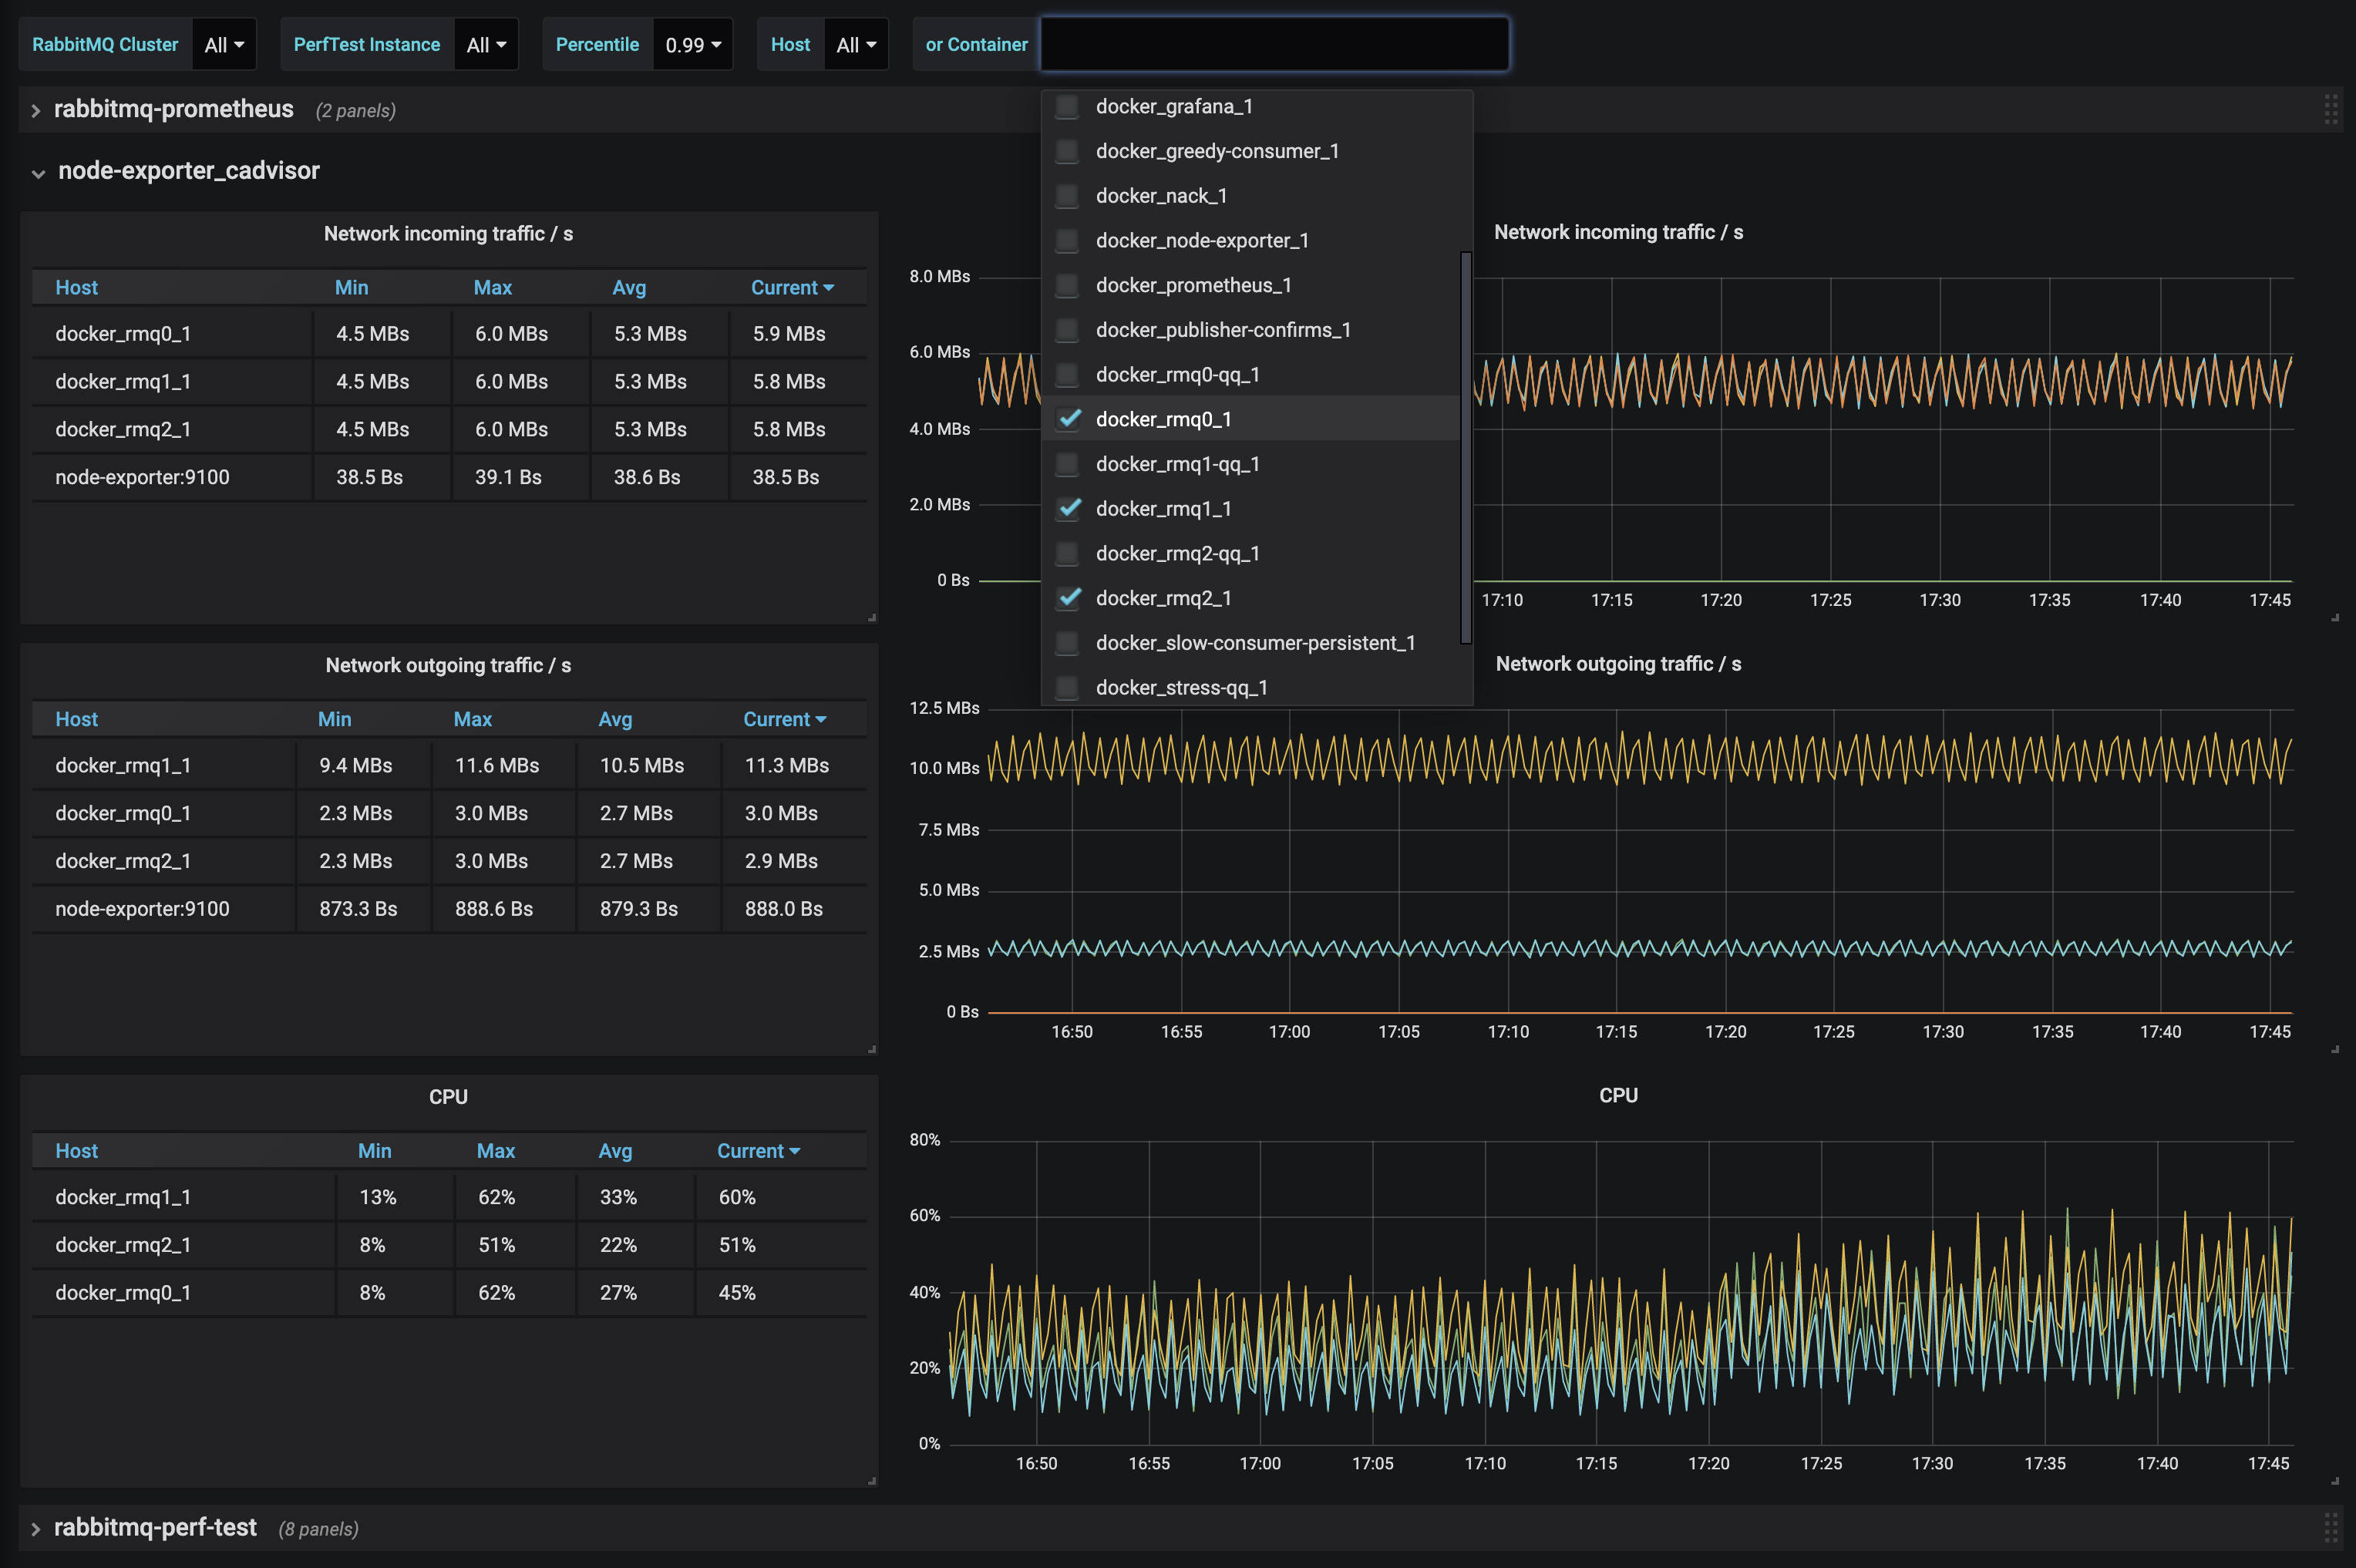 RabbitMQ Cluster All PerfTest Instance All Percentile 0.99 Host All or Container
rabbitmq-prometheus (2 panels)
node-exporter_cadvisor
docker_grafana_1
docker_greedy-consumer_1
docker_nack_1
docker_node-exporter_1
docker_prometheus_1
docker_publisher-confirms_1
docker_rmq0-qq_1
docker_rmq0_1
docker_rmq1-qq_1
docker_rmq1_1
docker_rmq2-qq_1
docker_rmq2_1
docker_slow-consumer-persistent_1
docker_stress-qq_1
Network incoming traffic / s
Host Min Max Avg Current
docker_rmq0_1 4.5 MBs 6.0 MBs 5.3 MBs 5.9 MBs
docker_rmq1_1 4.5 MBs 6.0 MBs 5.3 MBs 5.8 MBs
docker_rmq2_1 4.5 MBs 6.0 MBs 5.3 MBs 5.8 MBs
node-exporter:9100 38.5 Bs 39.1 Bs 38.6 Bs 38.5 Bs
Network incoming traffic / s
8.0 MBs
6.0 MBs
4.0 MBs
2.0 MBs
0 Bs
17:10 17:15 17:20 17:25 17:30 17:35 17:40 17:45
Network outgoing traffic / s
Host Min Max Avg Current
docker_rmq1_1 9.4 MBs 11.6 MBs 10.5 MBs 11.3 MBs
docker_rmq0_1 2.3 MBs 3.0 MBs 2.7 MBs 3.0 MBs
docker_rmq2_1 2.3 MBs 3.0 MBs 2.7 MBs 2.9 MBs
node-exporter:9100 873.3 Bs 888.6 Bs 879.3 Bs 888.0 Bs
Network outgoing traffic / s
12.5 MBs
10.0 MBs
7.5 MBs
5.0 MBs
2.5 MBs
0 Bs
16:50 16:55 17:00 17:05 17:10 17:15 17:20 17:25 17:30 17:35 17:40 17:45
CPU
Host Min Max Avg Current
docker_rmq1_1 13% 62% 33% 60%
docker_rmq2_1 8% 51% 22% 51%
docker_rmq0_1 8% 62% 27% 45%
CPU
80%
60%
40%
20%
0%
16:50 16:55 17:00 17:05 17:10 17:15 17:20 17:25 17:30 17:35 17:40 17:45
rabbitmq-perf-test (8 panels)